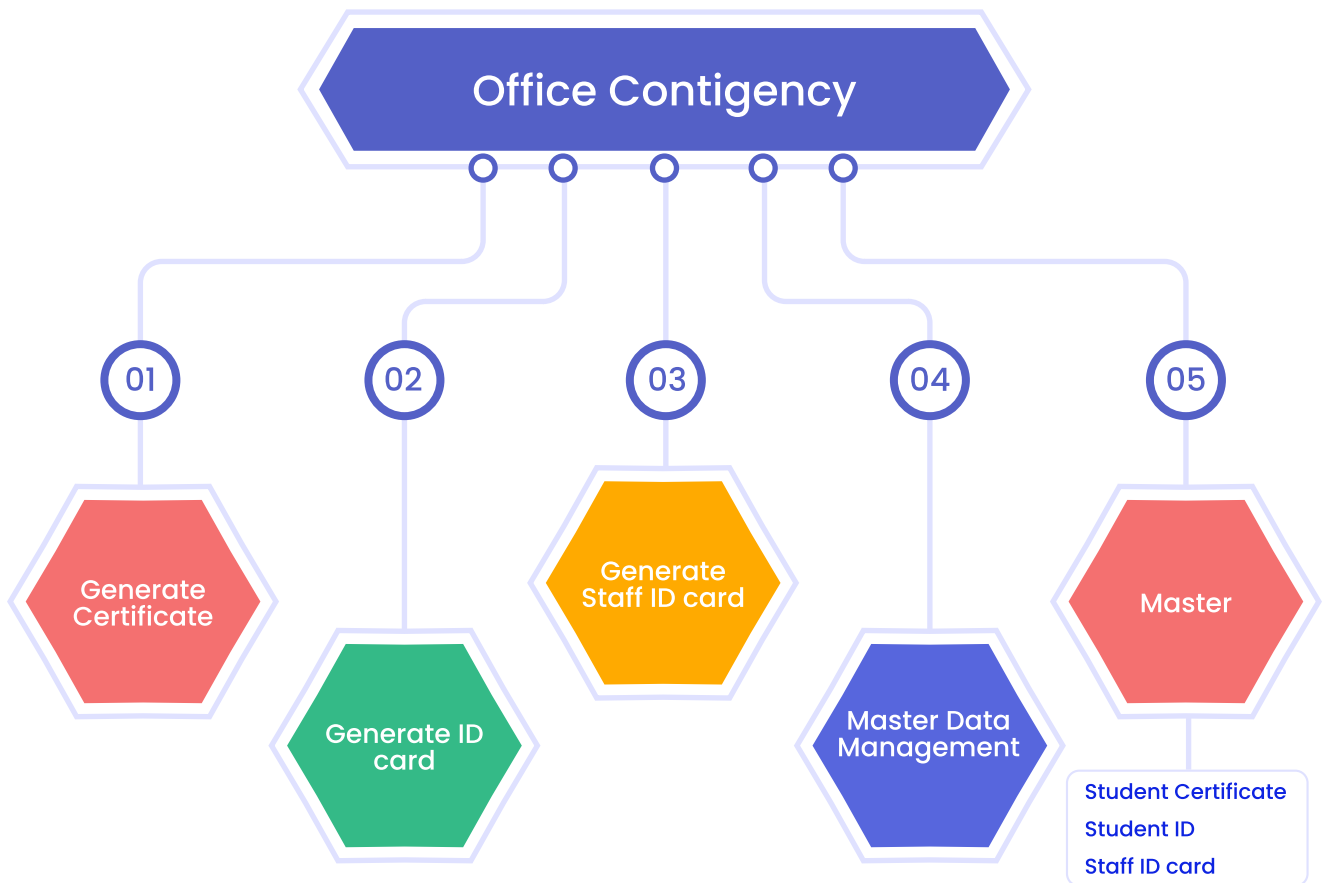 Office Contigency
01
02
03
04
05
Generate
Certificate
Generate ID
card
Generate
Staff ID card
Master Data
Management
Master
Student Certificate
Student ID
Staff ID card